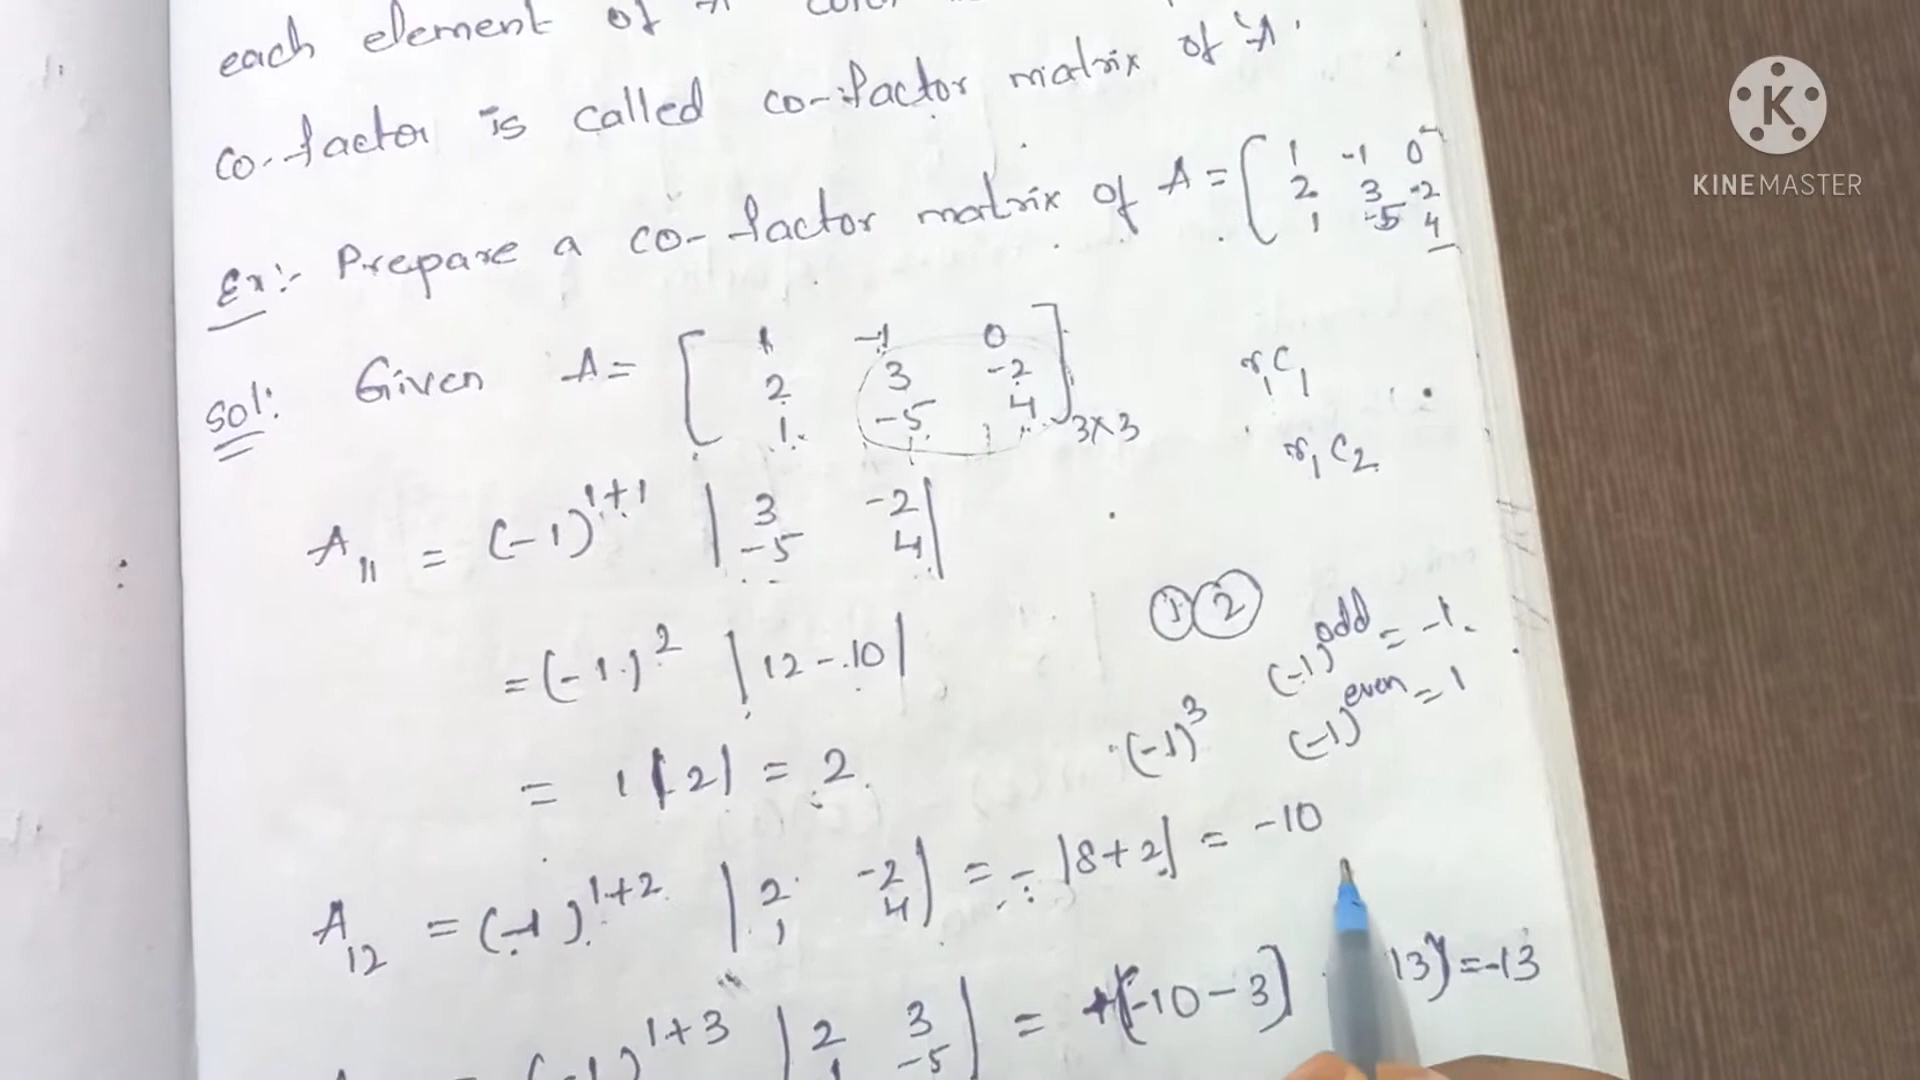 each element of
co-factor is called co-factor matrix of 'A'.
Ex:- Prepare a co-factor matrix of A = [ 1 -1 0
2 3 -2
1 -5 4
Sol: Given A = [ 1 -1 0
2 3 -2
1 -5 4 ] 3×3
r1C1
r1C2
A11 = (-1)^1+1 | 3 -2
-5 4 |
= (-1)^2 |12-10|
= 1|2| = 2
1 2
(-1)^odd = -1
(-1)^3 (-1)^even = 1
A12 = (-1)^1+2 | 2 -2
1 4 | = - |8+2| = -10
= (-1)^1+3 | 2 3
1 -5 | = +[-10-3] 13) = -13
K
KINEMASTER